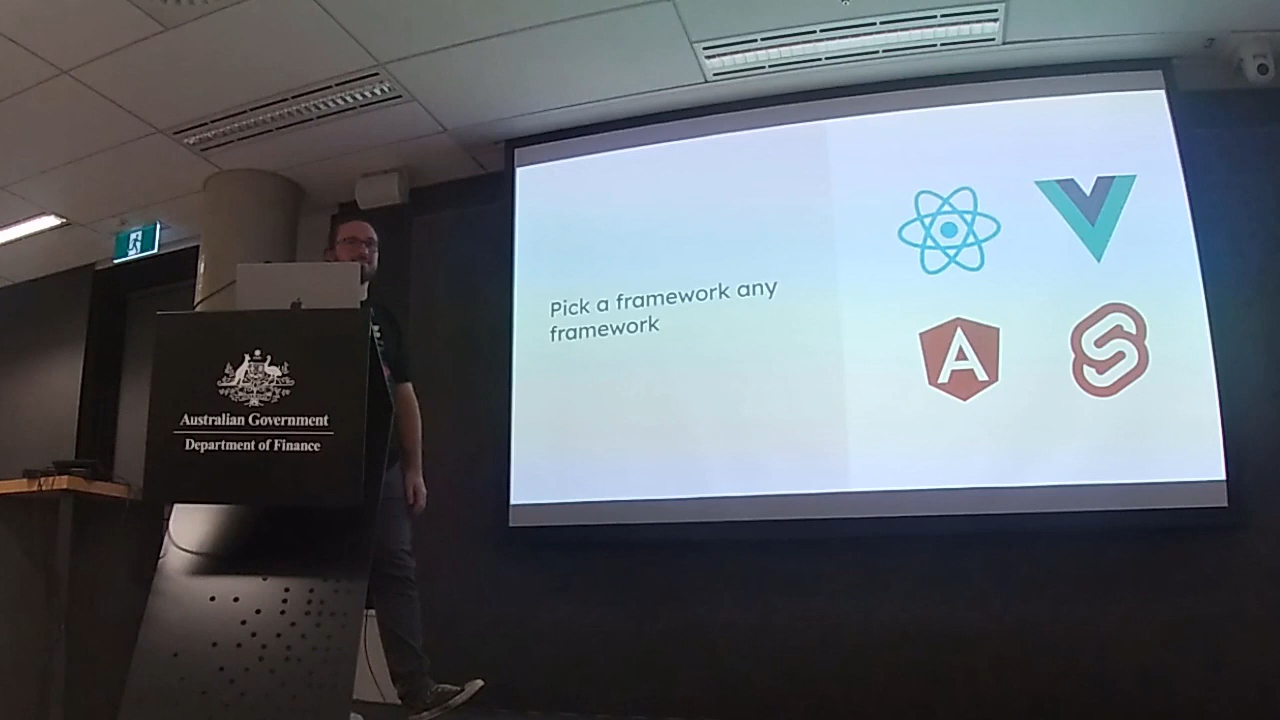 Pick a framework any
framework
Australian Government
Department of Finance